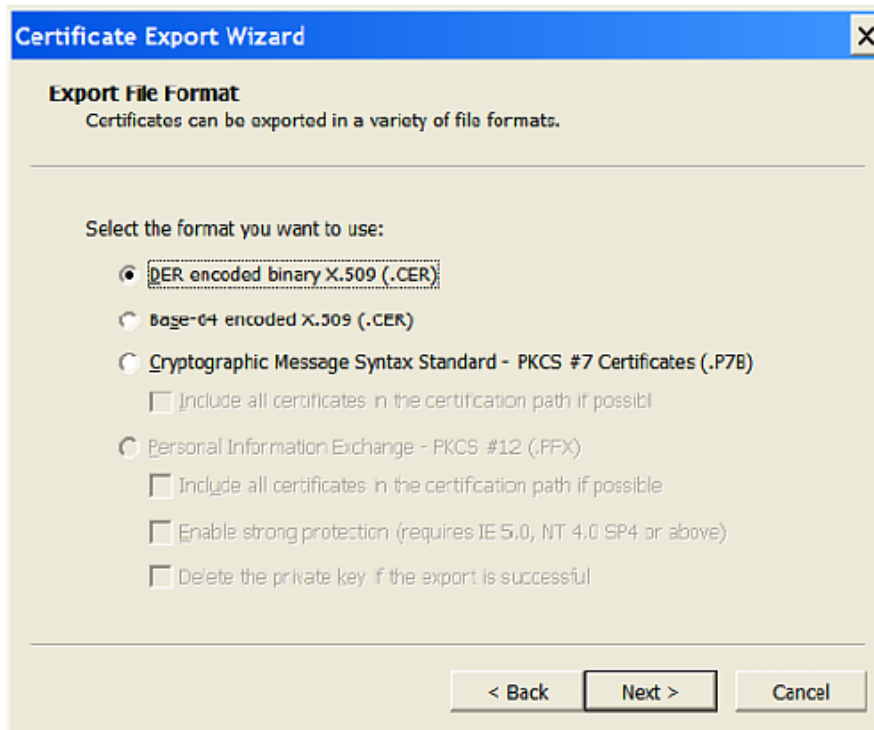 Certificate Export Wizard
Export File Format
Certificates can be exported in a variety of file formats.
Select the format you want to use:
DER encoded binary X.509 (.CER)
Base-64 encoded X.509 (.CER)
Cryptographic Message Syntax Standard - PKCS #7 Certificates (.P7B)
Include all certificates in the certification path if possibl
Personal Information Exchange - PKCS #12 (.PFX)
Include all certificates in the certification path if possible
Enable strong protection (requires IE 5.0, NT 4.0 SP4 or above)
Delete the private key if the export is successful
< Back Next > Cancel